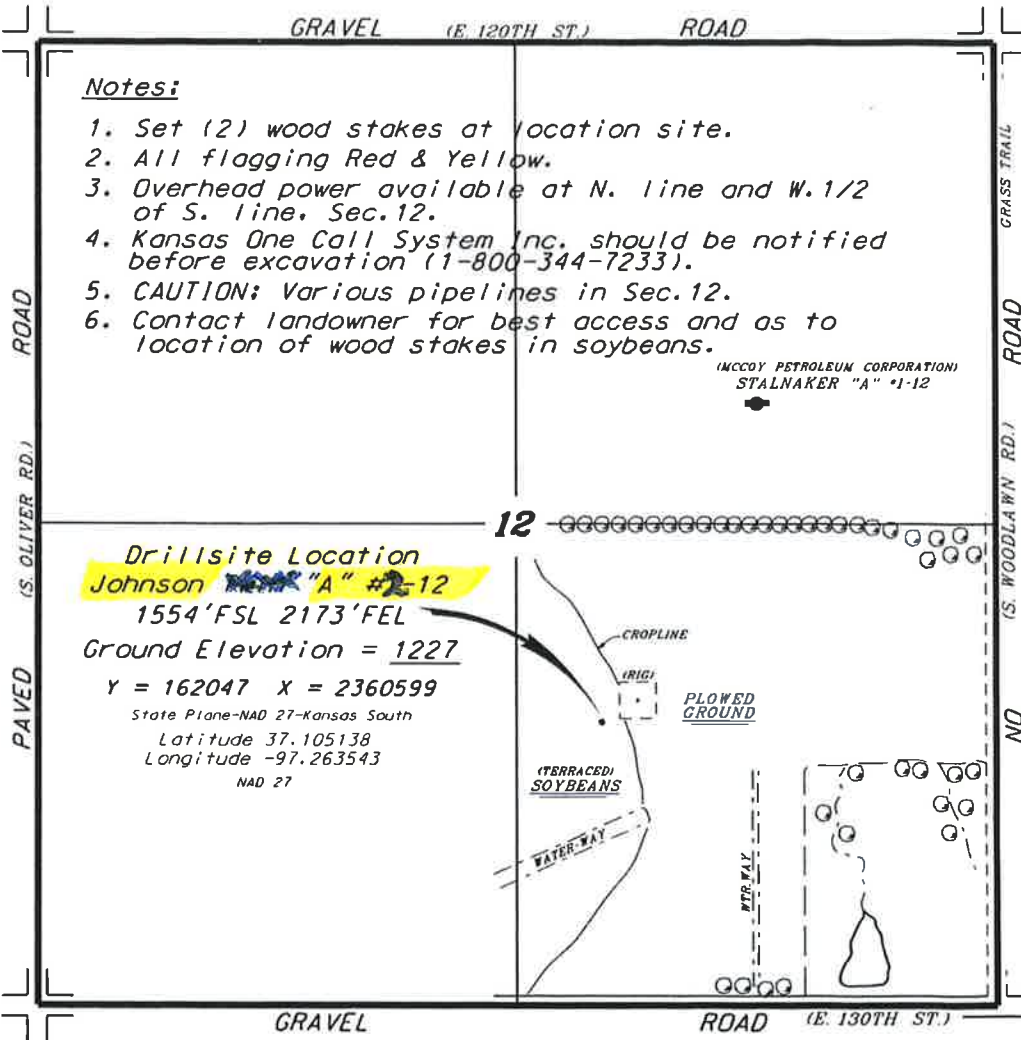 GRAVEL (E. 120TH ST.) ROAD
Notes:
1. Set (2) wood stakes at location site.
2. All flagging Red & Yellow.
3. Overhead power available at N. line and W. 1/2
of S. line, Sec. 12.
4. Kansas One Call System Inc. should be notified
before excavation (1-800-344-7233).
5. CAUTION: Various pipelines in Sec. 12.
6. Contact landowner for best access and as to
location of wood stakes in soybeans.
(MCCOY PETROLEUM CORPORATION)
STALNAKER "A" #1-12
PAVED (S. OLIVER RD.) ROAD
GRASS TRAIL
NO (S. WOODLAWN RD.) ROAD
12
Drillsite Location
Johnson "A" #2-12
1554'FSL 2173'FEL
Ground Elevation = 1227
Y = 162047 X = 2360599
State Plane-NAD 27-Kansas South
Latitude 37.105138
Longitude -97.263543
NAD 27
CROPLINE
(RIG)
PLOWED
GROUND
(TERRACED)
SOYBEANS
WATER-WAY
WTR.WAY
GRAVEL ROAD (E. 130TH ST.)